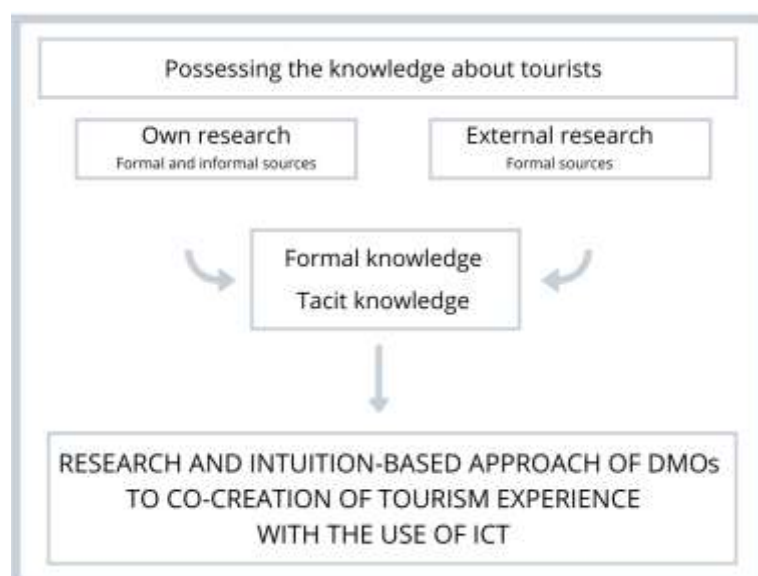 Possessing the knowledge about tourists
Own research
Formal and informal sources
External research
Formal sources
Formal knowledge
Tacit knowledge
RESEARCH AND INTUITION-BASED APPROACH OF DMOs
TO CO-CREATION OF TOURISM EXPERIENCE
WITH THE USE OF ICT